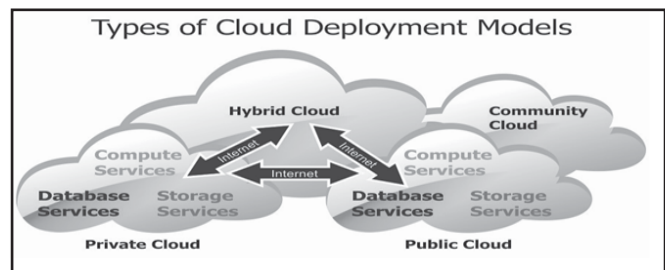 Types of Cloud Deployment Models
Hybrid Cloud
Community
Cloud
Internet
Internet
Internet
Compute
Services
Database
Services
Storage
Services
Private Cloud
Compute
Services
Database
Services
Storage
Services
Public Cloud